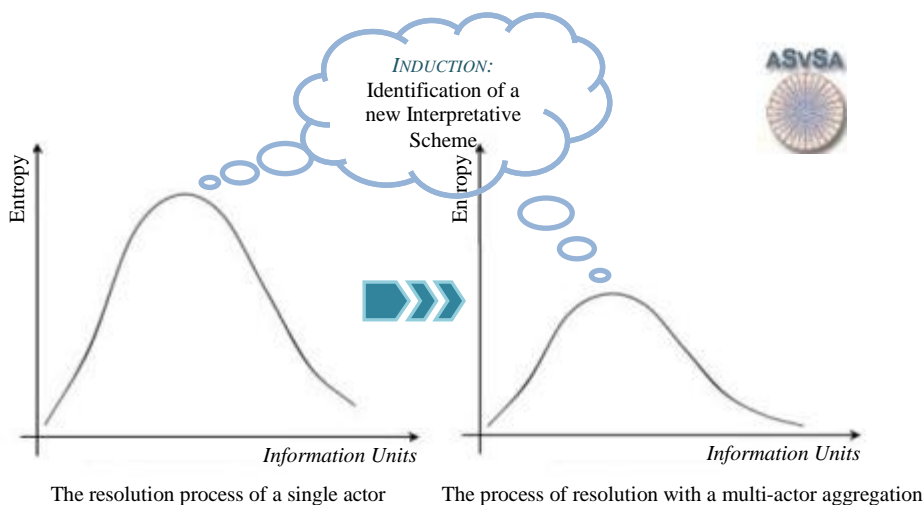 INDUCTION:
Identification of a
new Interpretative
Scheme
ASVSA
Entropy
Entropy
Information Units
Information Units
The resolution process of a single actor
The process of resolution with a multi-actor aggregation